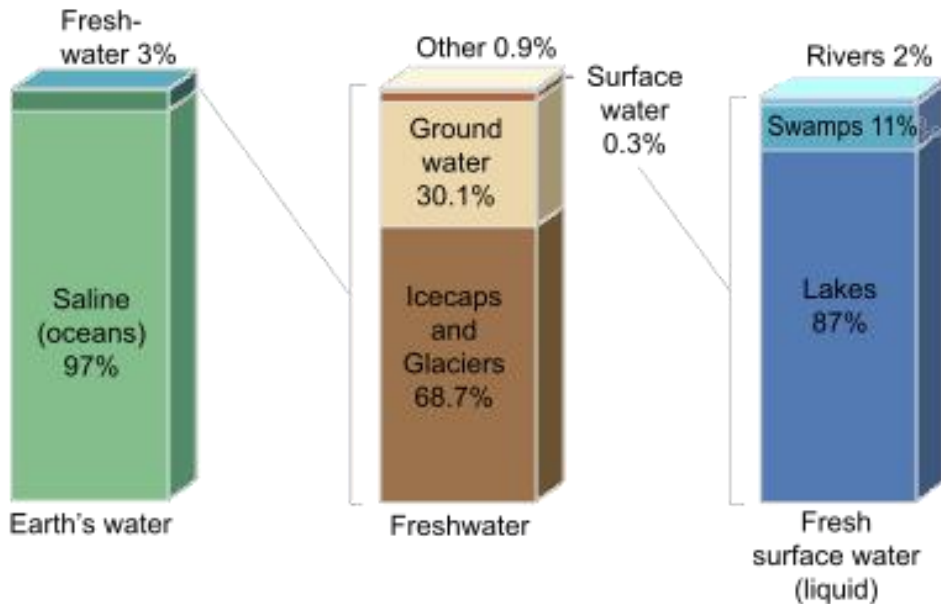 Fresh-
water 3%
Saline
(oceans)
97%
Earth's water
Other 0.9%
Surface
water
0.3%
Ground
water
30.1%
Icecaps
and
Glaciers
68.7%
Freshwater
Rivers 2%
Swamps 11%
Lakes
87%
Fresh
surface water
(liquid)